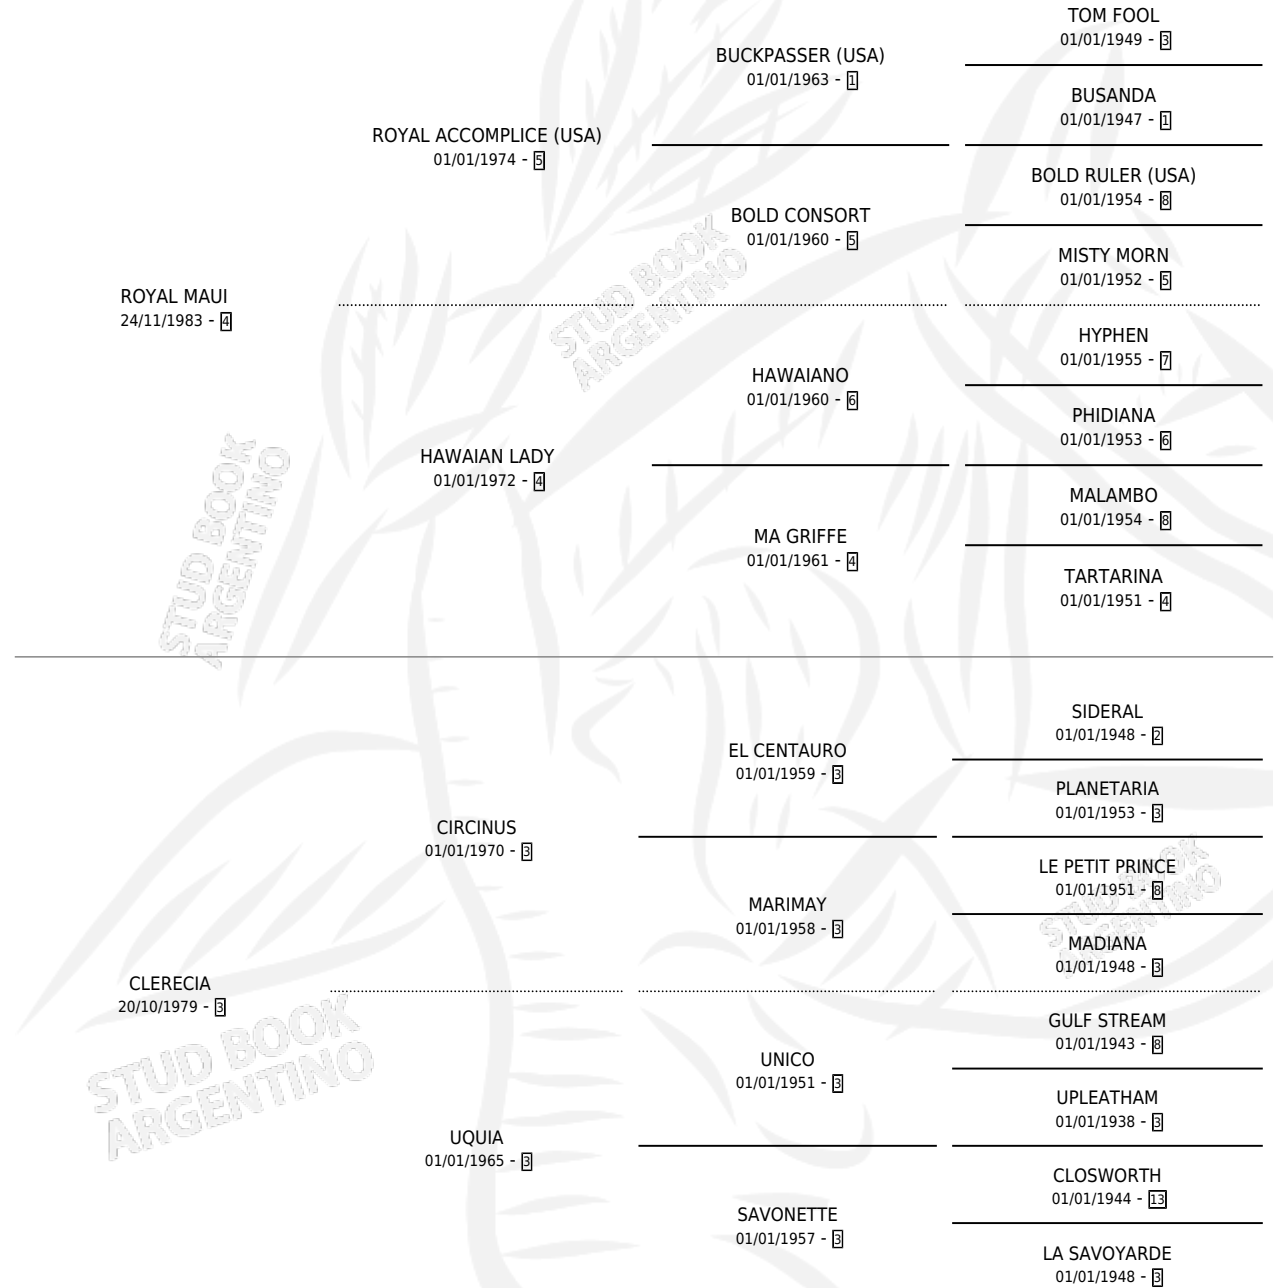 TOM FOOL
01/01/1949 - 3
BUCKPASSER (USA)
01/01/1963 - 1
BUSANDA
01/01/1947 - 1
ROYAL ACCOMPLICE (USA)
01/01/1974 - 5
BOLD RULER (USA)
01/01/1954 - 8
BOLD CONSORT
01/01/1960 - 5
MISTY MORN
01/01/1952 - 5
ROYAL MAUI
24/11/1983 - 4
HYPHEN
01/01/1955 - 7
HAWAIANO
01/01/1960 - 6
PHIDIANA
01/01/1953 - 6
HAWAIAN LADY
01/01/1972 - 4
MALAMBO
01/01/1954 - 8
MA GRIFFE
01/01/1961 - 4
TARTARINA
01/01/1951 - 4
STUD BOOK
ARGENTINO
STUD BOOK
ARGENTINO
SIDERAL
01/01/1948 - 2
EL CENTAURO
01/01/1959 - 3
PLANETARIA
01/01/1953 - 3
CIRCINUS
01/01/1970 - 3
LE PETIT PRINCE
01/01/1951 - 8
MARIMAY
01/01/1958 - 3
MADIANA
01/01/1948 - 3
CLERECIA
20/10/1979 - 3
GULF STREAM
01/01/1943 - 8
UNICO
01/01/1951 - 3
UPLEATHAM
01/01/1938 - 3
UQUIA
01/01/1965 - 3
CLOSWORTH
01/01/1944 - 13
SAVONETTE
01/01/1957 - 3
LA SAVOYARDE
01/01/1948 - 3
STUD BOOK
ARGENTINO
STUD BOOK
ARGENTINO